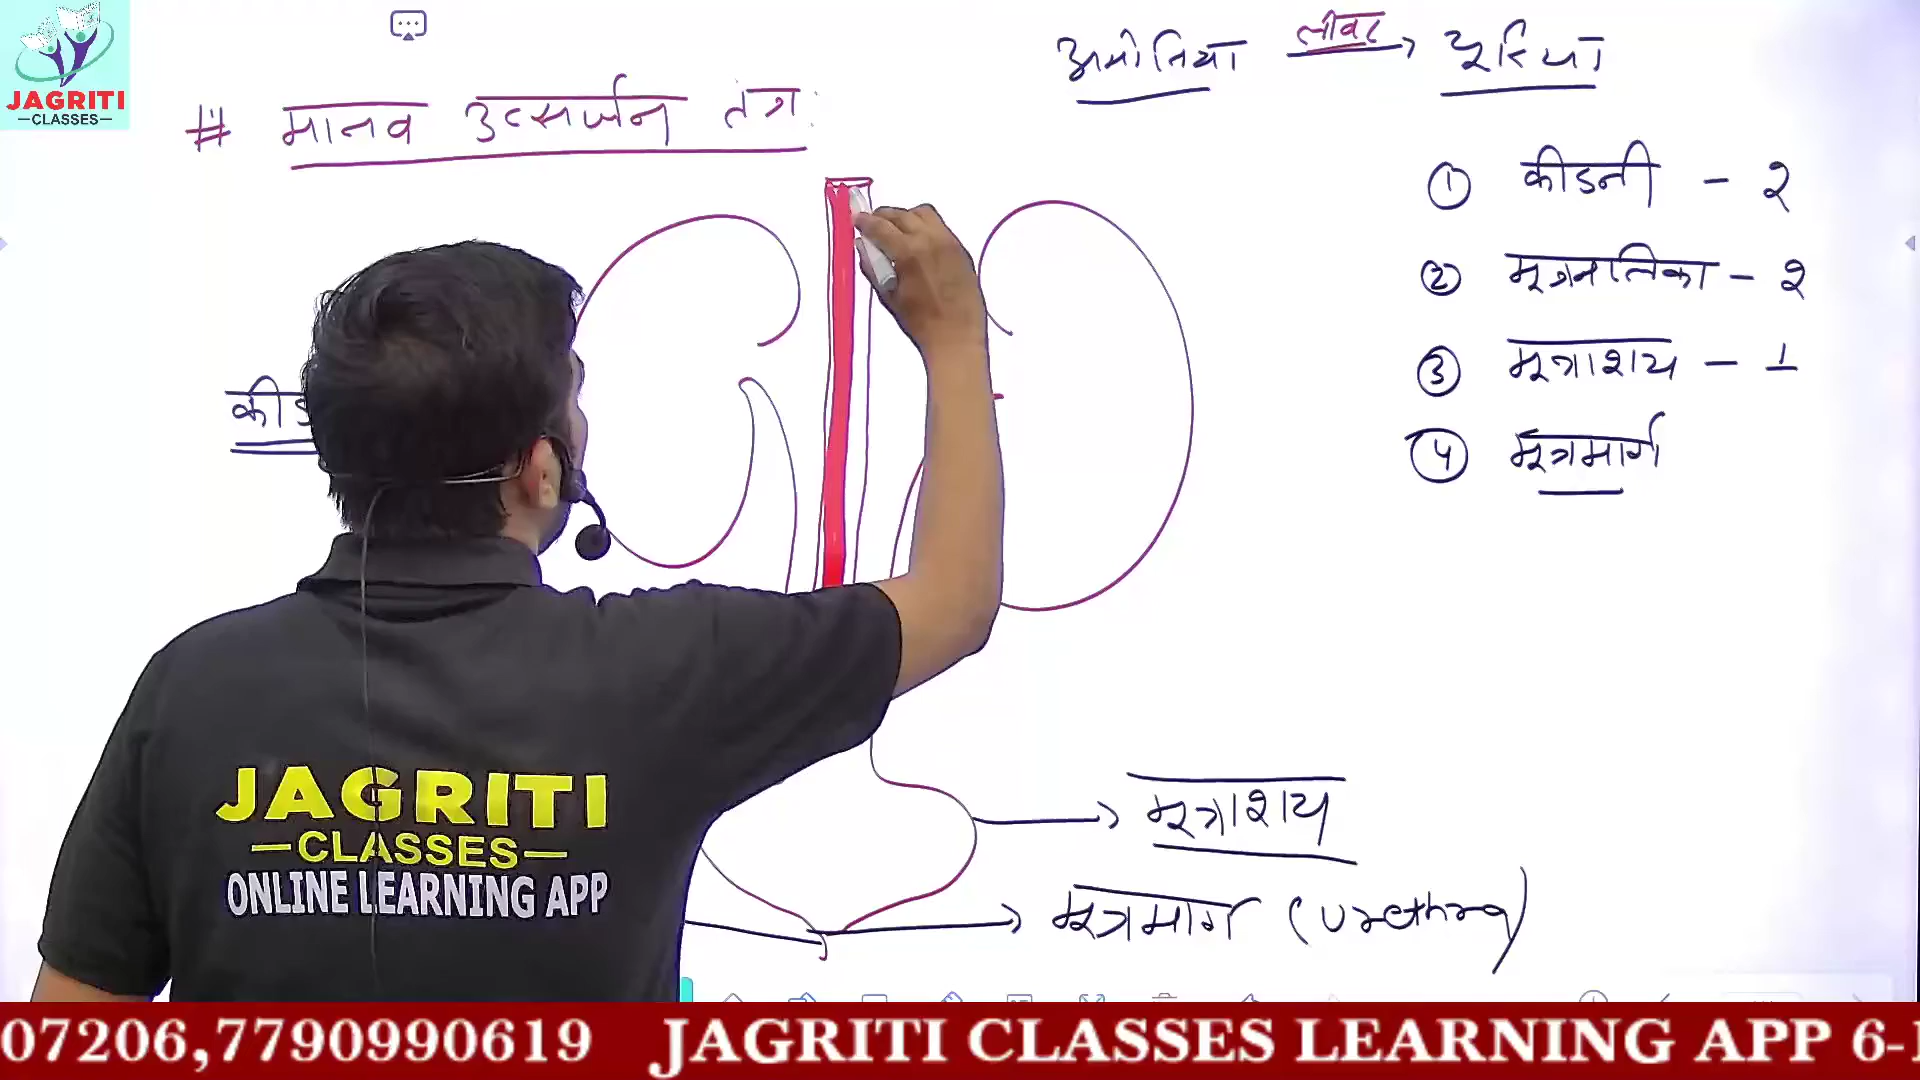 JAGRITI
CLASSES
अमोनिया लीवर यूरिया
# मानव उत्सर्जन तंत्र
① कीडनी - २
② मूत्रनलिका - २
③ मूत्राशय - 1
④ मूत्रमार्ग
कीड
मूत्राशय
मूत्रमार्ग (Urethra)
JAGRITI
CLASSES
ONLINE LEARNING APP
07206,7790990619 JAGRITI CLASSES LEARNING APP 6-